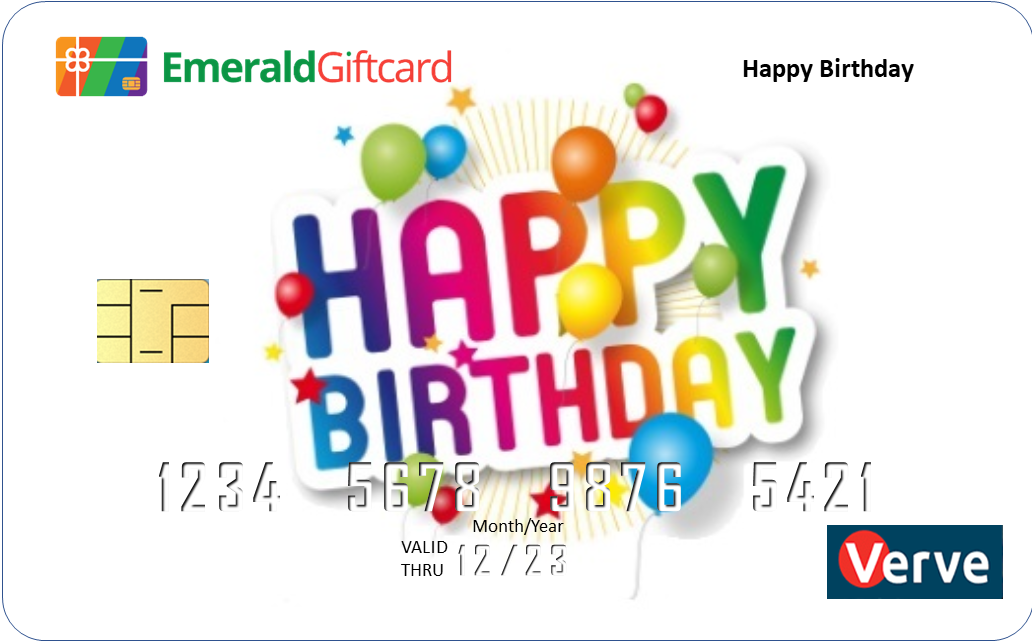 EmeraldGiftcard
Happy Birthday
HAPPY
BIRTHDAY
1234 5678 9876 5421
Month/Year
VALID
THRU 12/23
Verve